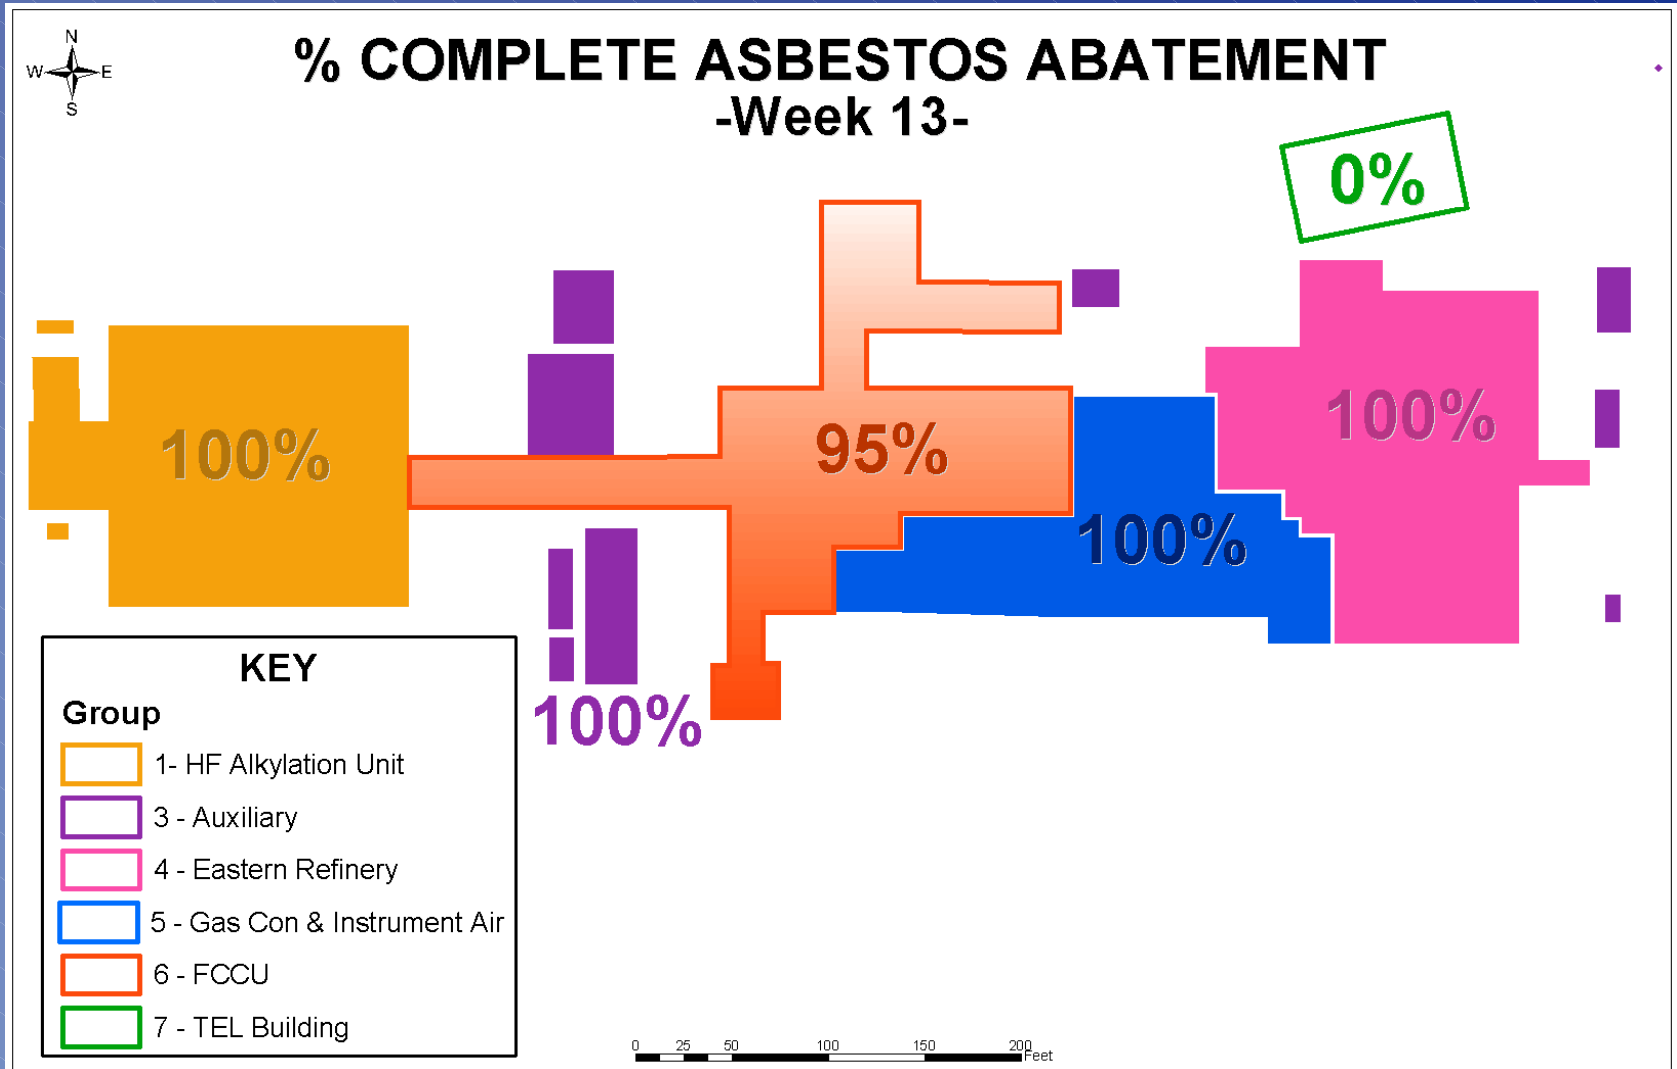 N
W E
S
% COMPLETE ASBESTOS ABATEMENT
-Week 13-
0%
100%
95%
100%
100%
100%
KEY
Group
1- HF Alkylation Unit
3 - Auxiliary
4 - Eastern Refinery
5 - Gas Con & Instrument Air
6 - FCCU
7 - TEL Building
0 25 50 100 150 200
Feet